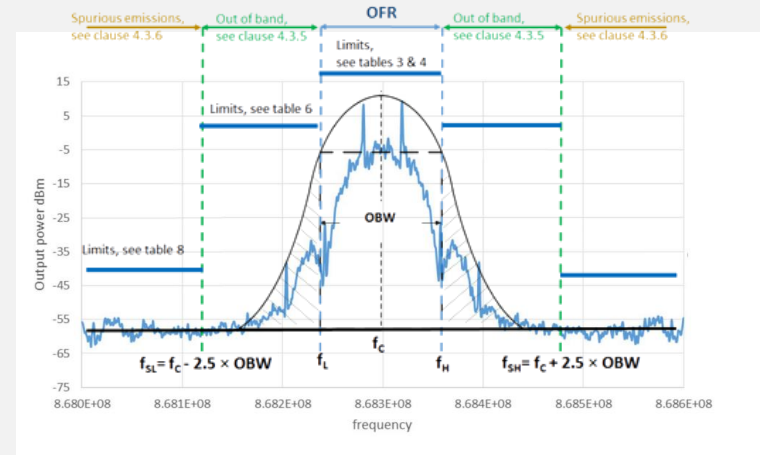 Spurious emissions,
see clause 4.3.6
Out of band,
see clause 4.3.5
OFR
Out of band,
see clause 4.3.5
Spurious emissions,
see clause 4.3.6
Limits,
see tables 3 & 4
Limits, see table 6
Limits, see table 8
OBW
Output power dBm
15
5
-5
-15
-25
-35
-45
-55
-65
-75
fSL= fC - 2.5 × OBW
fL
fC
fH
fSH= fC + 2.5 × OBW
8.680E+08
8.681E+08
8.682E+08
8.683E+08
8.684E+08
8.685E+08
8.686E+08
frequency